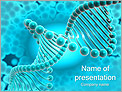 Name of
presentation
company name